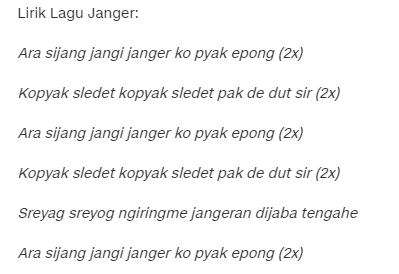 Lirik Lagu Janger:
Ara sijang jangi janger ko pyak epong (2x)
Kopyak sledet kopyak sledet pak de dut sir (2x)
Ara sijang jangi janger ko pyak epong (2x)
Kopyak sledet kopyak sledet pak de dut sir (2x)
Sreyag sreyog ngiringme jangeran dijaba tengahe
Ara sijang jangi janger ko pyak epong (2x)